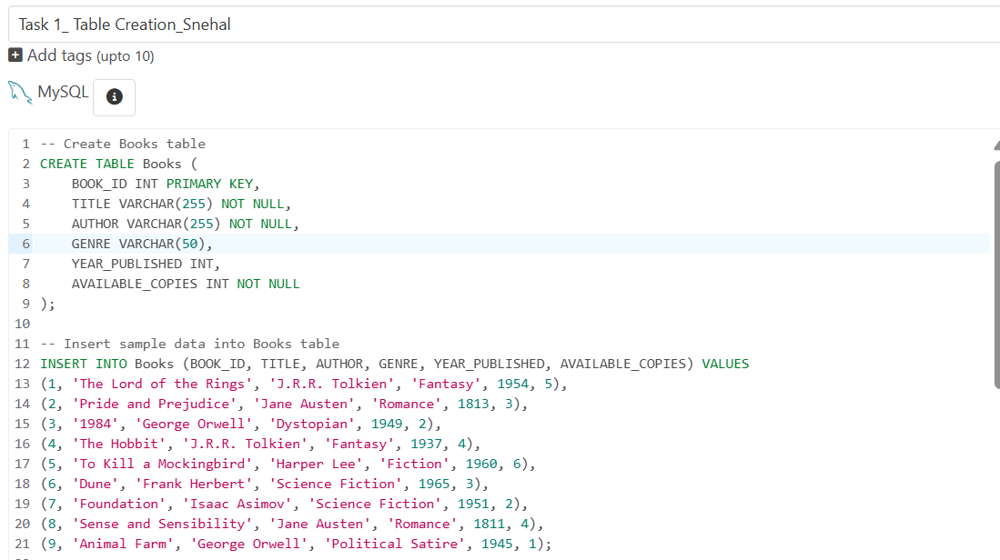 Task 1_ Table Creation_Snehal
Add tags (upto 10)
MySQL
1 -- Create Books table
2 CREATE TABLE Books (
3     BOOK_ID INT PRIMARY KEY,
4     TITLE VARCHAR(255) NOT NULL,
5     AUTHOR VARCHAR(255) NOT NULL,
6     GENRE VARCHAR(50),
7     YEAR_PUBLISHED INT,
8     AVAILABLE_COPIES INT NOT NULL
9 );
10
11 -- Insert sample data into Books table
12 INSERT INTO Books (BOOK_ID, TITLE, AUTHOR, GENRE, YEAR_PUBLISHED, AVAILABLE_COPIES) VALUES
13 (1, 'The Lord of the Rings', 'J.R.R. Tolkien', 'Fantasy', 1954, 5),
14 (2, 'Pride and Prejudice', 'Jane Austen', 'Romance', 1813, 3),
15 (3, '1984', 'George Orwell', 'Dystopian', 1949, 2),
16 (4, 'The Hobbit', 'J.R.R. Tolkien', 'Fantasy', 1937, 4),
17 (5, 'To Kill a Mockingbird', 'Harper Lee', 'Fiction', 1960, 6),
18 (6, 'Dune', 'Frank Herbert', 'Science Fiction', 1965, 3),
19 (7, 'Foundation', 'Isaac Asimov', 'Science Fiction', 1951, 2),
20 (8, 'Sense and Sensibility', 'Jane Austen', 'Romance', 1811, 4),
21 (9, 'Animal Farm', 'George Orwell', 'Political Satire', 1945, 1);